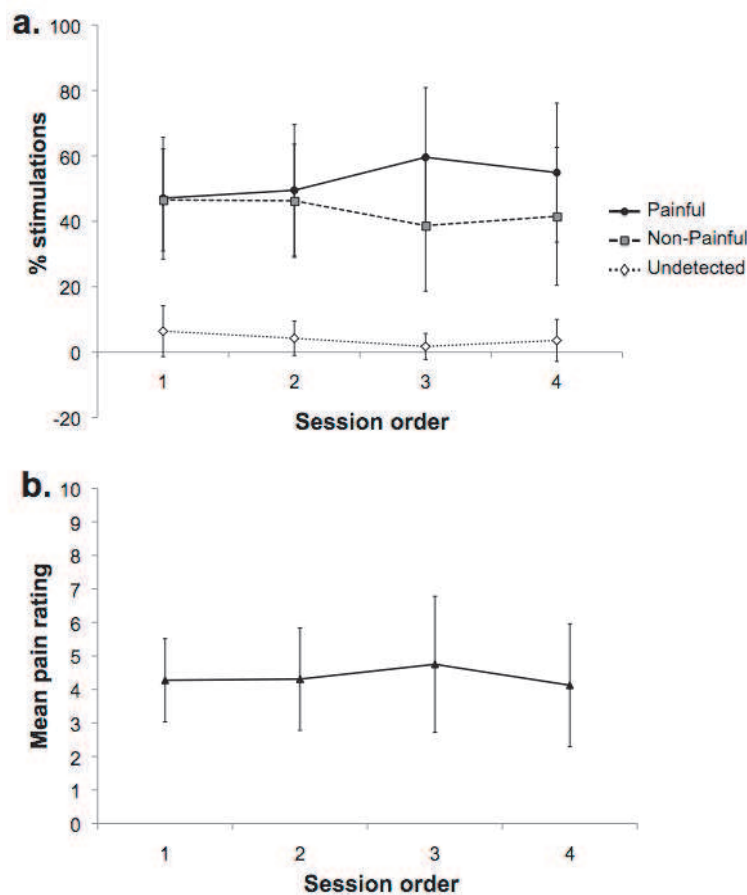 a.
100
80
60
40
20
0
-20
% stimulations
1 2 3 4
Session order
Painful
Non-Painful
Undetected
b.
10
9
8
7
6
5
4
3
2
1
0
Mean pain rating
1 2 3 4
Session order